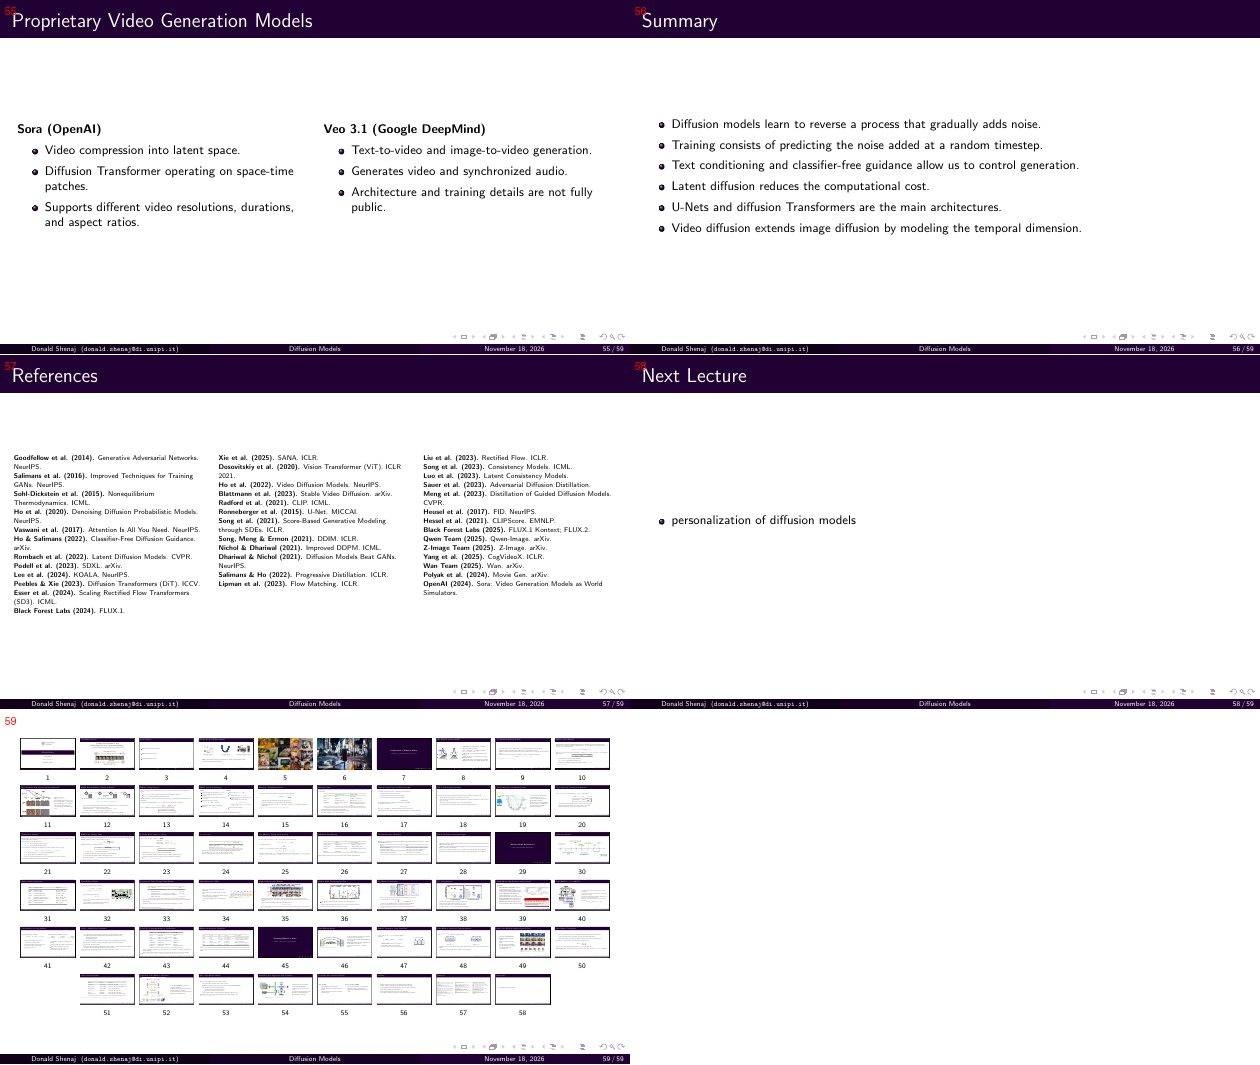 55
Proprietary Video Generation Models
Sora (OpenAI)
Video compression into latent space.
Diffusion Transformer operating on space-time
patches.
Supports different video resolutions, durations,
and aspect ratios.
Veo 3.1 (Google DeepMind)
Text-to-video and image-to-video generation.
Generates video and synchronized audio.
Architecture and training details are not fully
public.
Donald Shenaj (donald.shenaj@di.unipi.it) Diffusion Models November 18, 2026 55 / 59
56
Summary
Diffusion models learn to reverse a process that gradually adds noise.
Training consists of predicting the noise added at a random timestep.
Text conditioning and classifier-free guidance allow us to control generation.
Latent diffusion reduces the computational cost.
U-Nets and diffusion Transformers are the main architectures.
Video diffusion extends image diffusion by modeling the temporal dimension.
Donald Shenaj (donald.shenaj@di.unipi.it) Diffusion Models November 18, 2026 56 / 59
57
References
Goodfellow et al. (2014). Generative Adversarial Networks.
NeurIPS.
Salimans et al. (2016). Improved Techniques for Training
GANs. NeurIPS.
Sohl-Dickstein et al. (2015). Nonequilibrium
Thermodynamics. ICML.
Ho et al. (2020). Denoising Diffusion Probabilistic Models.
NeurIPS.
Vaswani et al. (2017). Attention Is All You Need. NeurIPS.
Ho & Salimans (2022). Classifier-Free Diffusion Guidance.
arXiv.
Rombach et al. (2022). Latent Diffusion Models. CVPR.
Podell et al. (2023). SDXL. arXiv.
Lee et al. (2024). KOALA. NeurIPS.
Peebles & Xie (2023). Diffusion Transformers (DiT). ICCV.
Esser et al. (2024). Scaling Rectified Flow Transformers
(SD3). ICML.
Black Forest Labs (2024). FLUX.1.
Xie et al. (2025). SANA. ICLR.
Dosovitskiy et al. (2020). Vision Transformer (ViT). ICLR
2021.
Ho et al. (2022). Video Diffusion Models. NeurIPS.
Blattmann et al. (2023). Stable Video Diffusion. arXiv.
Radford et al. (2021). CLIP. ICML.
Ronneberger et al. (2015). U-Net. MICCAI.
Song et al. (2021). Score-Based Generative Modeling
through SDEs. ICLR.
Song, Meng & Ermon (2021). DDIM. ICLR.
Nichol & Dhariwal (2021). Improved DDPM. ICML.
Dhariwal & Nichol (2021). Diffusion Models Beat GANs.
NeurIPS.
Salimans & Ho (2022). Progressive Distillation. ICLR.
Lipman et al. (2023). Flow Matching. ICLR.
Liu et al. (2023). Rectified Flow. ICLR.
Song et al. (2023). Consistency Models. ICML.
Luo et al. (2023). Latent Consistency Models.
Sauer et al. (2023). Adversarial Diffusion Distillation.
Meng et al. (2023). Distillation of Guided Diffusion Models.
CVPR.
Heusel et al. (2017). FID. NeurIPS.
Hessel et al. (2021). CLIPScore. EMNLP.
Black Forest Labs (2025). FLUX.1 Kontext; FLUX.2.
Qwen Team (2025). Qwen-Image. arXiv.
Z-Image Team (2025). Z-Image. arXiv.
Yang et al. (2025). CogVideoX. ICLR.
Wan Team (2025). Wan. arXiv.
Polyak et al. (2024). Movie Gen. arXiv.
OpenAI (2024). Sora: Video Generation Models as World
Simulators.
Donald Shenaj (donald.shenaj@di.unipi.it) Diffusion Models November 18, 2026 57 / 59
58
Next Lecture
personalization of diffusion models
Donald Shenaj (donald.shenaj@di.unipi.it) Diffusion Models November 18, 2026 58 / 59
59
1 2 3 4 5 6 7 8 9 10
11 12 13 14 15 16 17 18 19 20
21 22 23 24 25 26 27 28 29 30
31 32 33 34 35 36 37 38 39 40
41 42 43 44 45 46 47 48 49 50
51 52 53 54 55 56 57 58
Donald Shenaj (donald.shenaj@di.unipi.it) Diffusion Models November 18, 2026 59 / 59